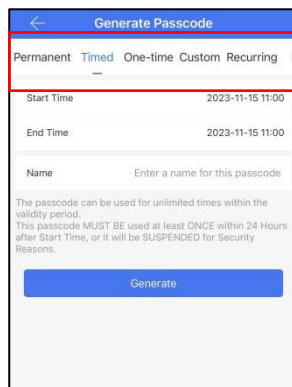 Generate Passcode
Permanent Timed One-time Custom Recurring
Start Time 2023-11-15 11:00
End Time 2023-11-15 11:00
Name Enter a name for this passcode
The passcode can be used for unlimited times within the
validity period.
This passcode MUST BE used at least ONCE within 24 Hours
after Start Time, or it will be SUSPENDED for Security
Reasons.
Generate